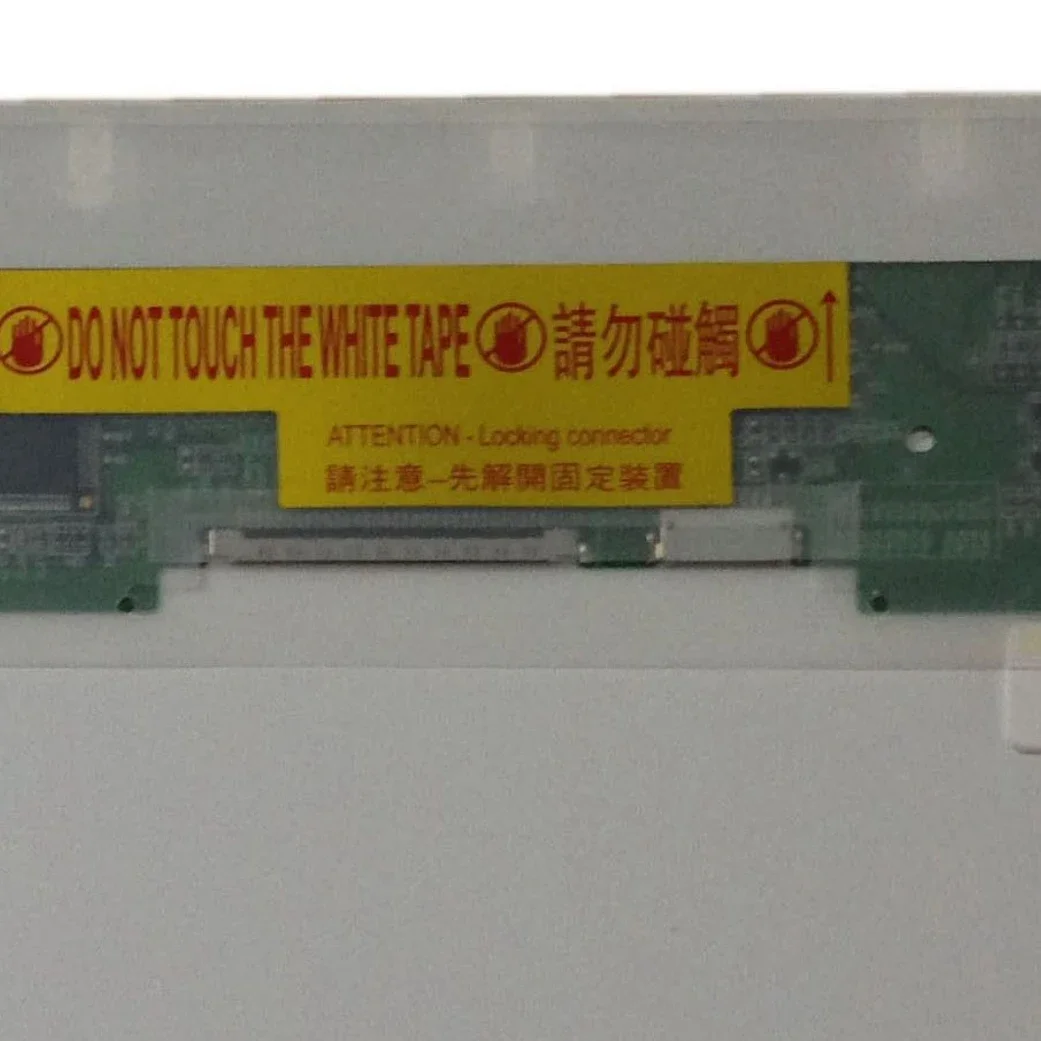 DO NOT TOUCH THE WHITE TAPE 請勿碰觸
ATTENTION - Locking connector
請注意–先解開固定裝置